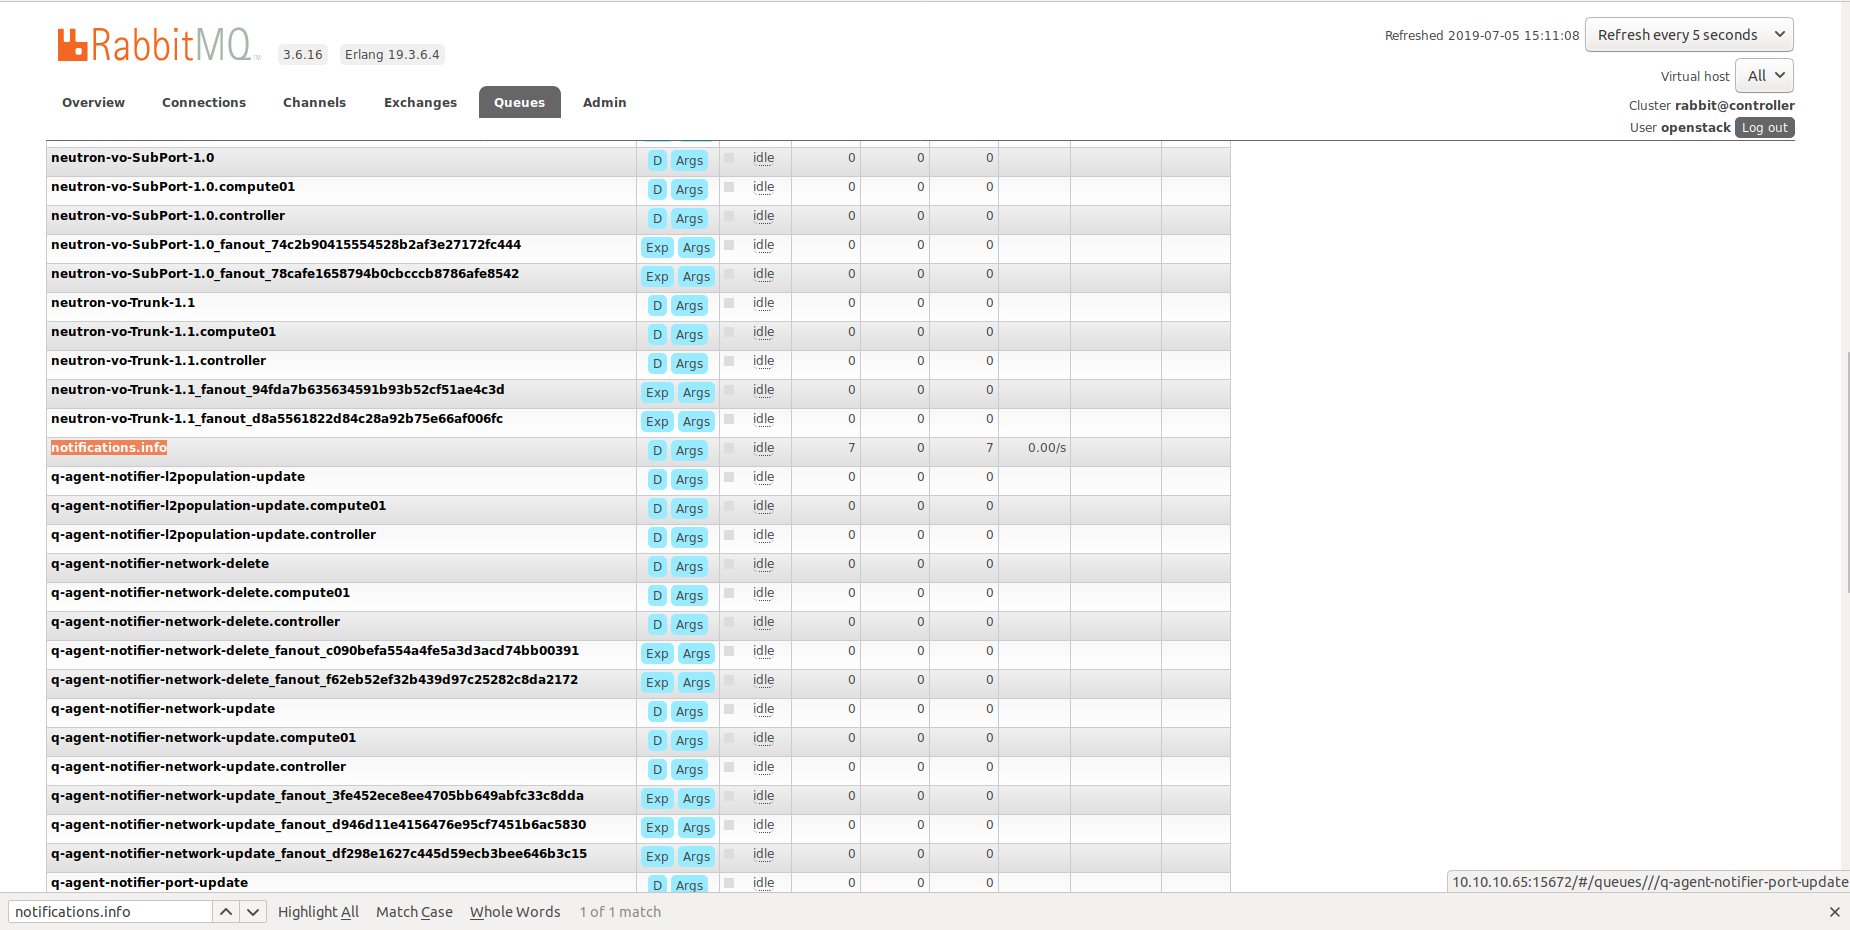 RabbitMQ™ 3.6.16 Erlang 19.3.6.4
Refreshed 2019-07-05 15:11:08 Refresh every 5 seconds
Virtual host All
Cluster rabbit@controller
User openstack Log out
Overview Connections Channels Exchanges Queues Admin
neutron-vo-SubPort-1.0 D Args idle 0 0 0
neutron-vo-SubPort-1.0.compute01 D Args idle 0 0 0
neutron-vo-SubPort-1.0.controller D Args idle 0 0 0
neutron-vo-SubPort-1.0_fanout_74c2b90415554528b2af3e27172fc444 Exp Args idle 0 0 0
neutron-vo-SubPort-1.0_fanout_78cafe1658794b0cbcccb8786afe8542 Exp Args idle 0 0 0
neutron-vo-Trunk-1.1 D Args idle 0 0 0
neutron-vo-Trunk-1.1.compute01 D Args idle 0 0 0
neutron-vo-Trunk-1.1.controller D Args idle 0 0 0
neutron-vo-Trunk-1.1_fanout_94fda7b635634591b93b52cf51ae4c3d Exp Args idle 0 0 0
neutron-vo-Trunk-1.1_fanout_d8a5561822d84c28a92b75e66af006fc Exp Args idle 0 0 0
notifications.info D Args idle 7 0 7 0.00/s
q-agent-notifier-l2population-update D Args idle 0 0 0
q-agent-notifier-l2population-update.compute01 D Args idle 0 0 0
q-agent-notifier-l2population-update.controller D Args idle 0 0 0
q-agent-notifier-network-delete D Args idle 0 0 0
q-agent-notifier-network-delete.compute01 D Args idle 0 0 0
q-agent-notifier-network-delete.controller D Args idle 0 0 0
q-agent-notifier-network-delete_fanout_c090befa554a4fe5a3d3acd74bb00391 Exp Args idle 0 0 0
q-agent-notifier-network-delete_fanout_f62eb52ef32b439d97c25282c8da2172 Exp Args idle 0 0 0
q-agent-notifier-network-update D Args idle 0 0 0
q-agent-notifier-network-update.compute01 D Args idle 0 0 0
q-agent-notifier-network-update.controller D Args idle 0 0 0
q-agent-notifier-network-update_fanout_3fe452ece8ee4705bb649abfc33c8dda Exp Args idle 0 0 0
q-agent-notifier-network-update_fanout_d946d11e4156476e95cf7451b6ac5830 Exp Args idle 0 0 0
q-agent-notifier-network-update_fanout_df298e1627c445d59ecb3bee646b3c15 Exp Args idle 0 0 0
q-agent-notifier-port-update D Args idle 0 0 0
10.10.10.65:15672/#/queues///q-agent-notifier-port-update
notifications.info Highlight All Match Case Whole Words 1 of 1 match